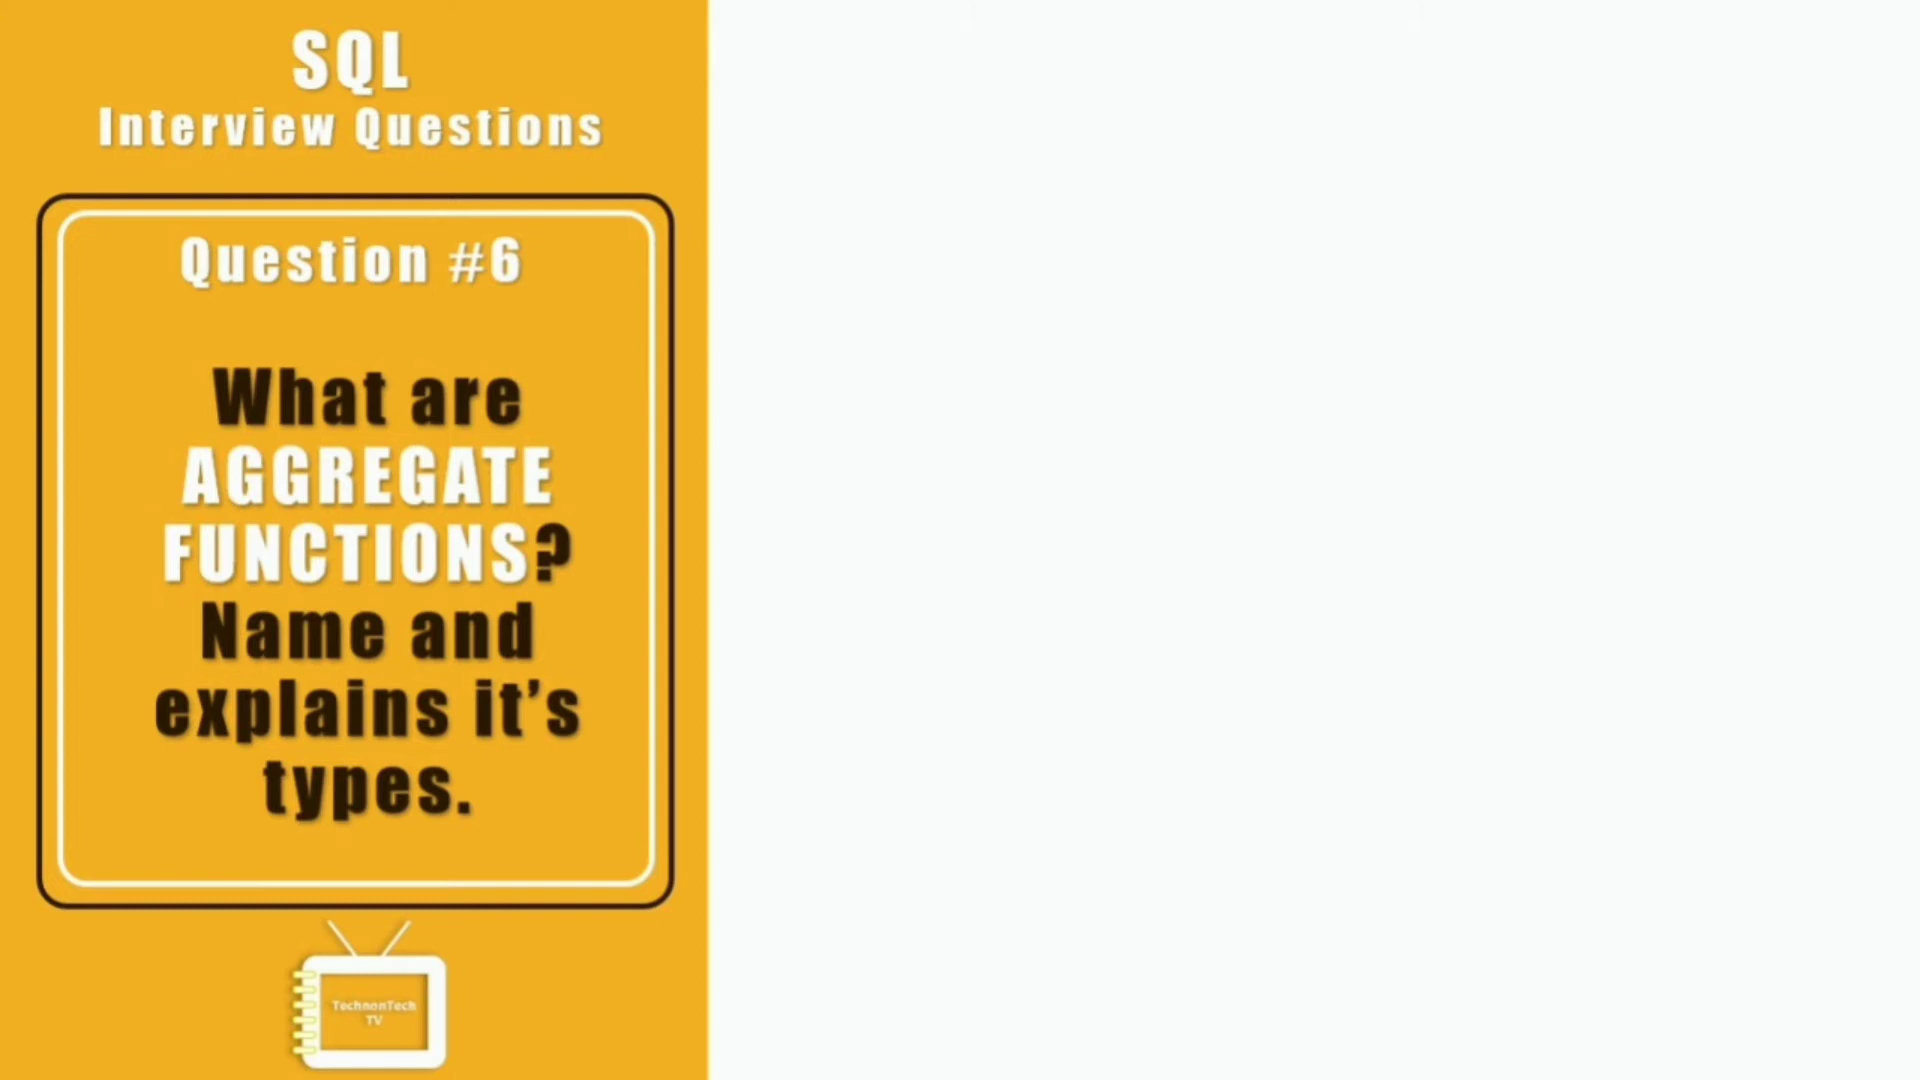 SQL
Interview Questions
Question #6
What are
AGGREGATE
FUNCTIONS?
Name and
explains it’s
types.
TechnonTech
TV